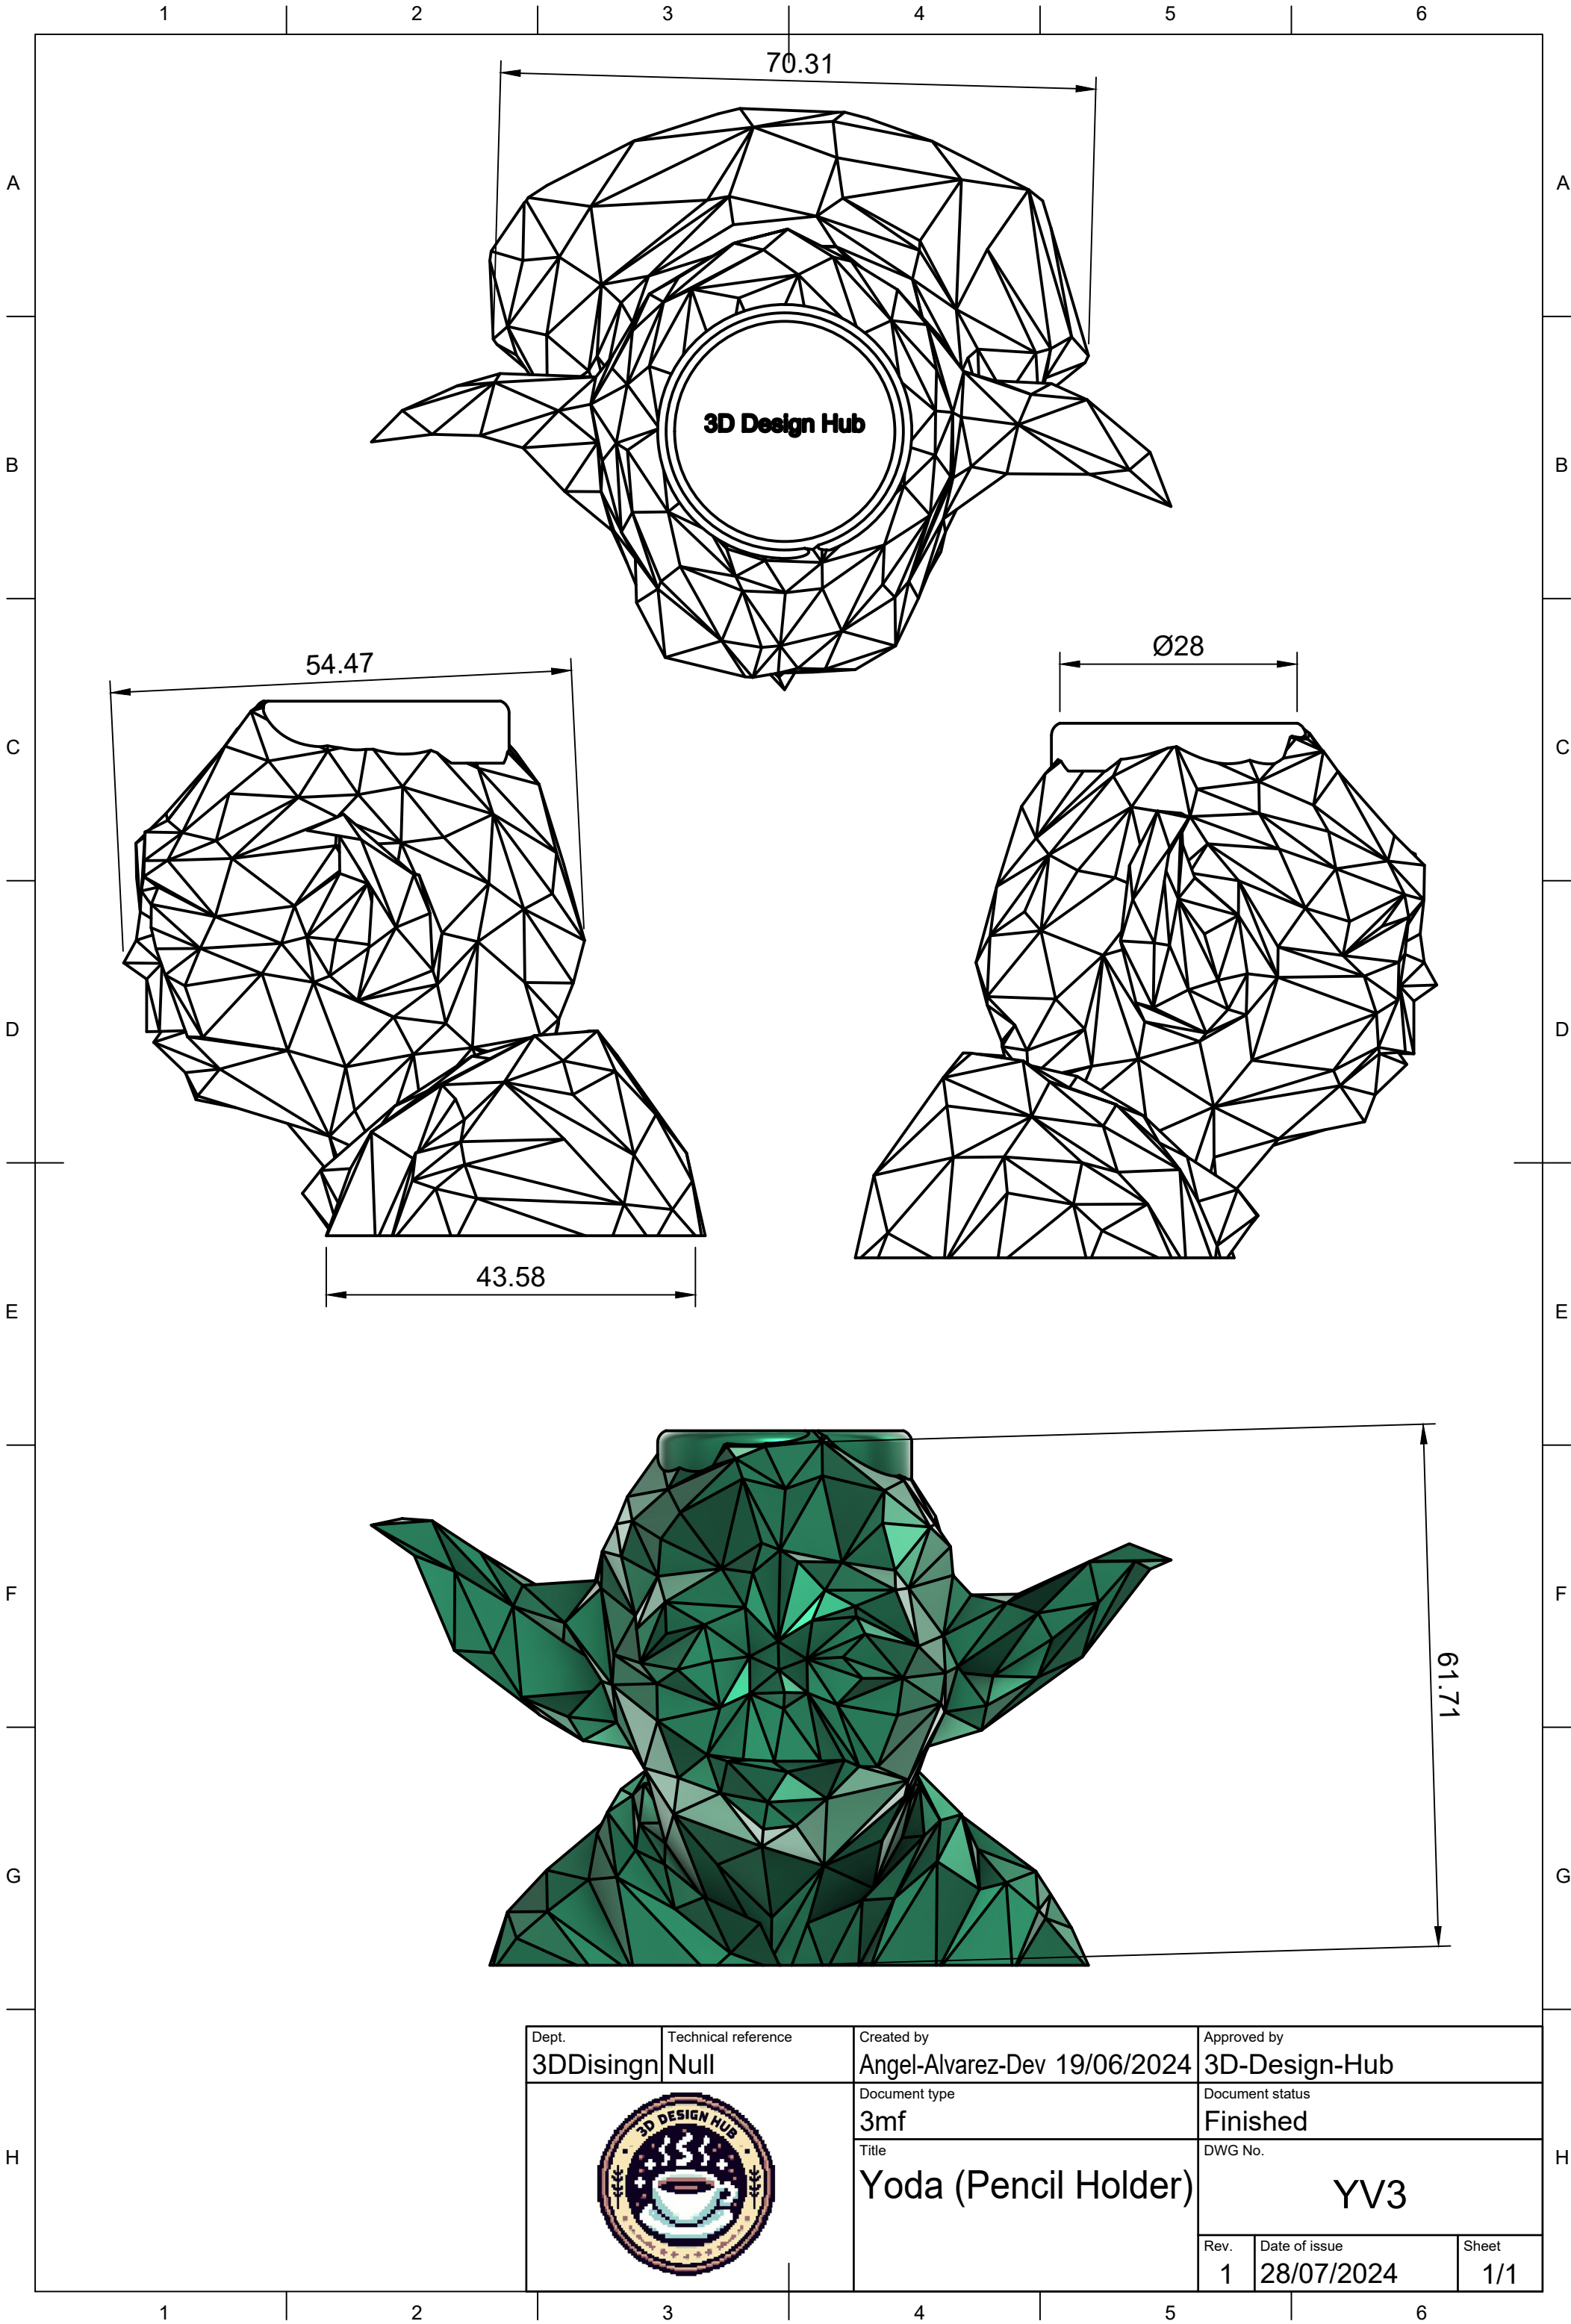 1 2 3 4 5 6
70.31
A A
3D Design Hub
B B
54.47
Ø28
C C
D D
43.58
E E
F F
61.71
G G
Dept.
3DDisingn
Technical reference
Null
Created by
Angel-Alvarez-Dev 19/06/2024
Approved by
3D-Design-Hub
Document type
3mf
Document status
Finished
3D DESIGN HUB
Title
Yoda (Pencil Holder)
DWG No.
YV3
H H
Rev.
1
Date of issue
28/07/2024
Sheet
1/1
1 2 3 4 5 6